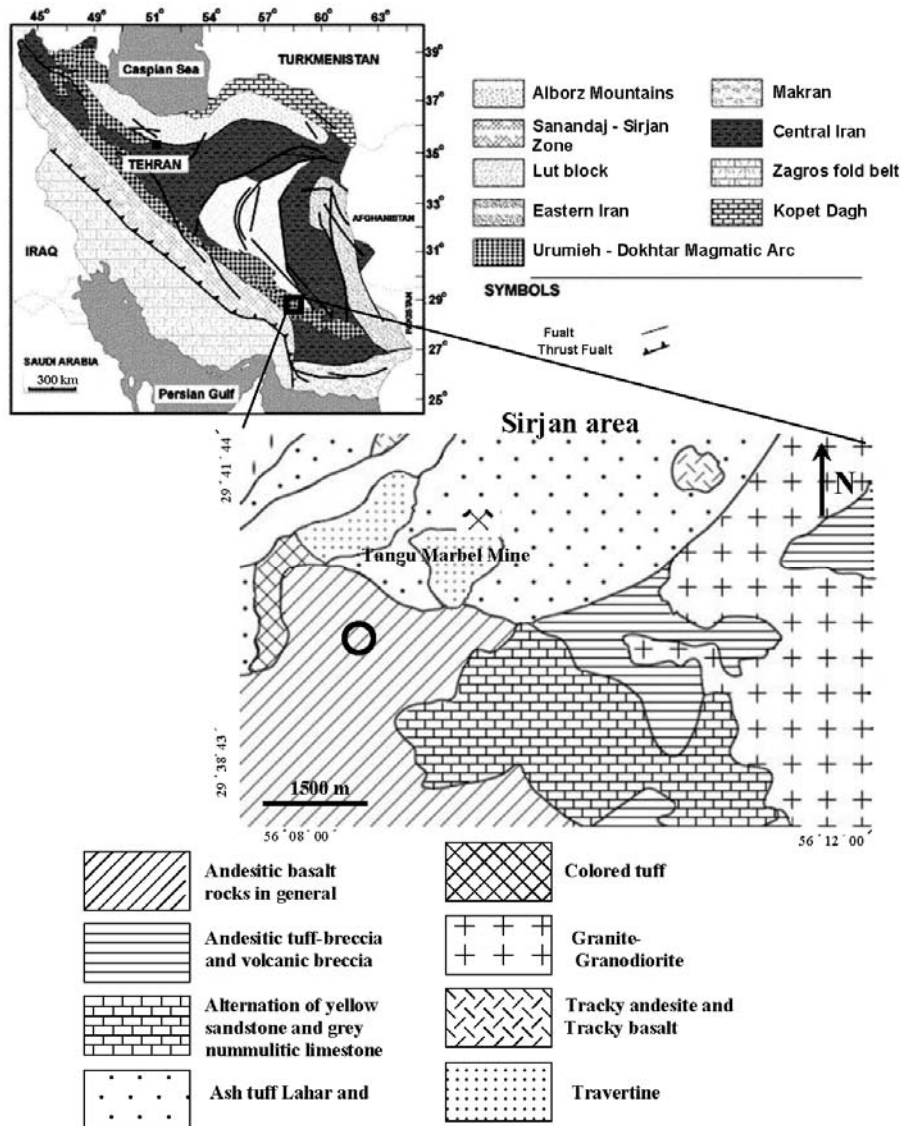 45° 49° 51° 57° 58° 60° 63°
39°
37°
35°
33°
31°
29°
27°
25°
Caspian Sea
TURKMENISTAN
TEHRAN
AFGHANISTAN
IRAQ
PAKISTAN
SAUDI ARABIA
300 km
Persian Gulf
Alborz Mountains
Sanandaj - Sirjan
Zone
Lut block
Eastern Iran
Urumieh - Dokhtar Magmatic Arc
Makran
Central Iran
Zagros fold belt
Kopet Dagh
SYMBOLS
Fualt
Thrust Fualt
Sirjan area
29° 41' 44
N
Tangu Marbel Mine
29° 38' 43
1500 m
56° 08' 00
56° 12' 00
Andesitic basalt
rocks in general
Andesitic tuff-breccia
and volcanic breccia
Alternation of yellow
sandstone and grey
nummulitic limestone
Ash tuff Lahar and
Colored tuff
Granite-
Granodiorite
Tracky andesite and
Tracky basalt
Travertine